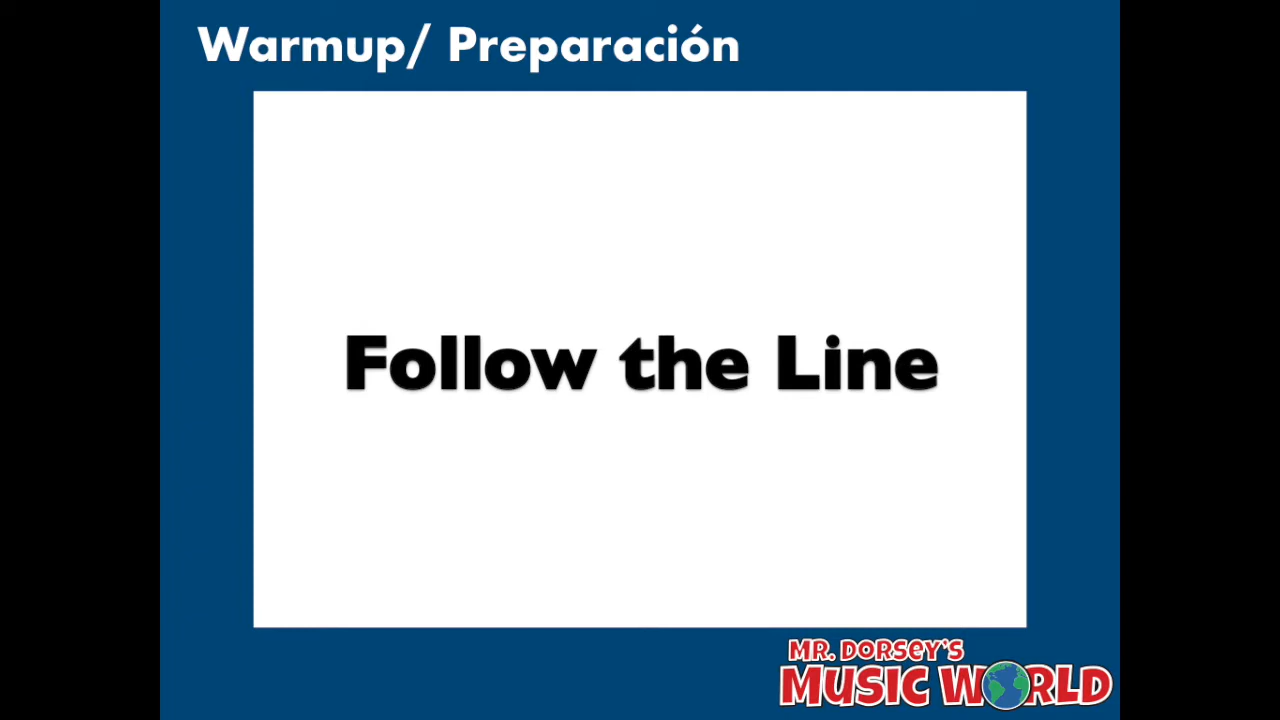 Warmup/ Preparación
Follow the Line
MR. DORSEY'S
MUSIC WORLD